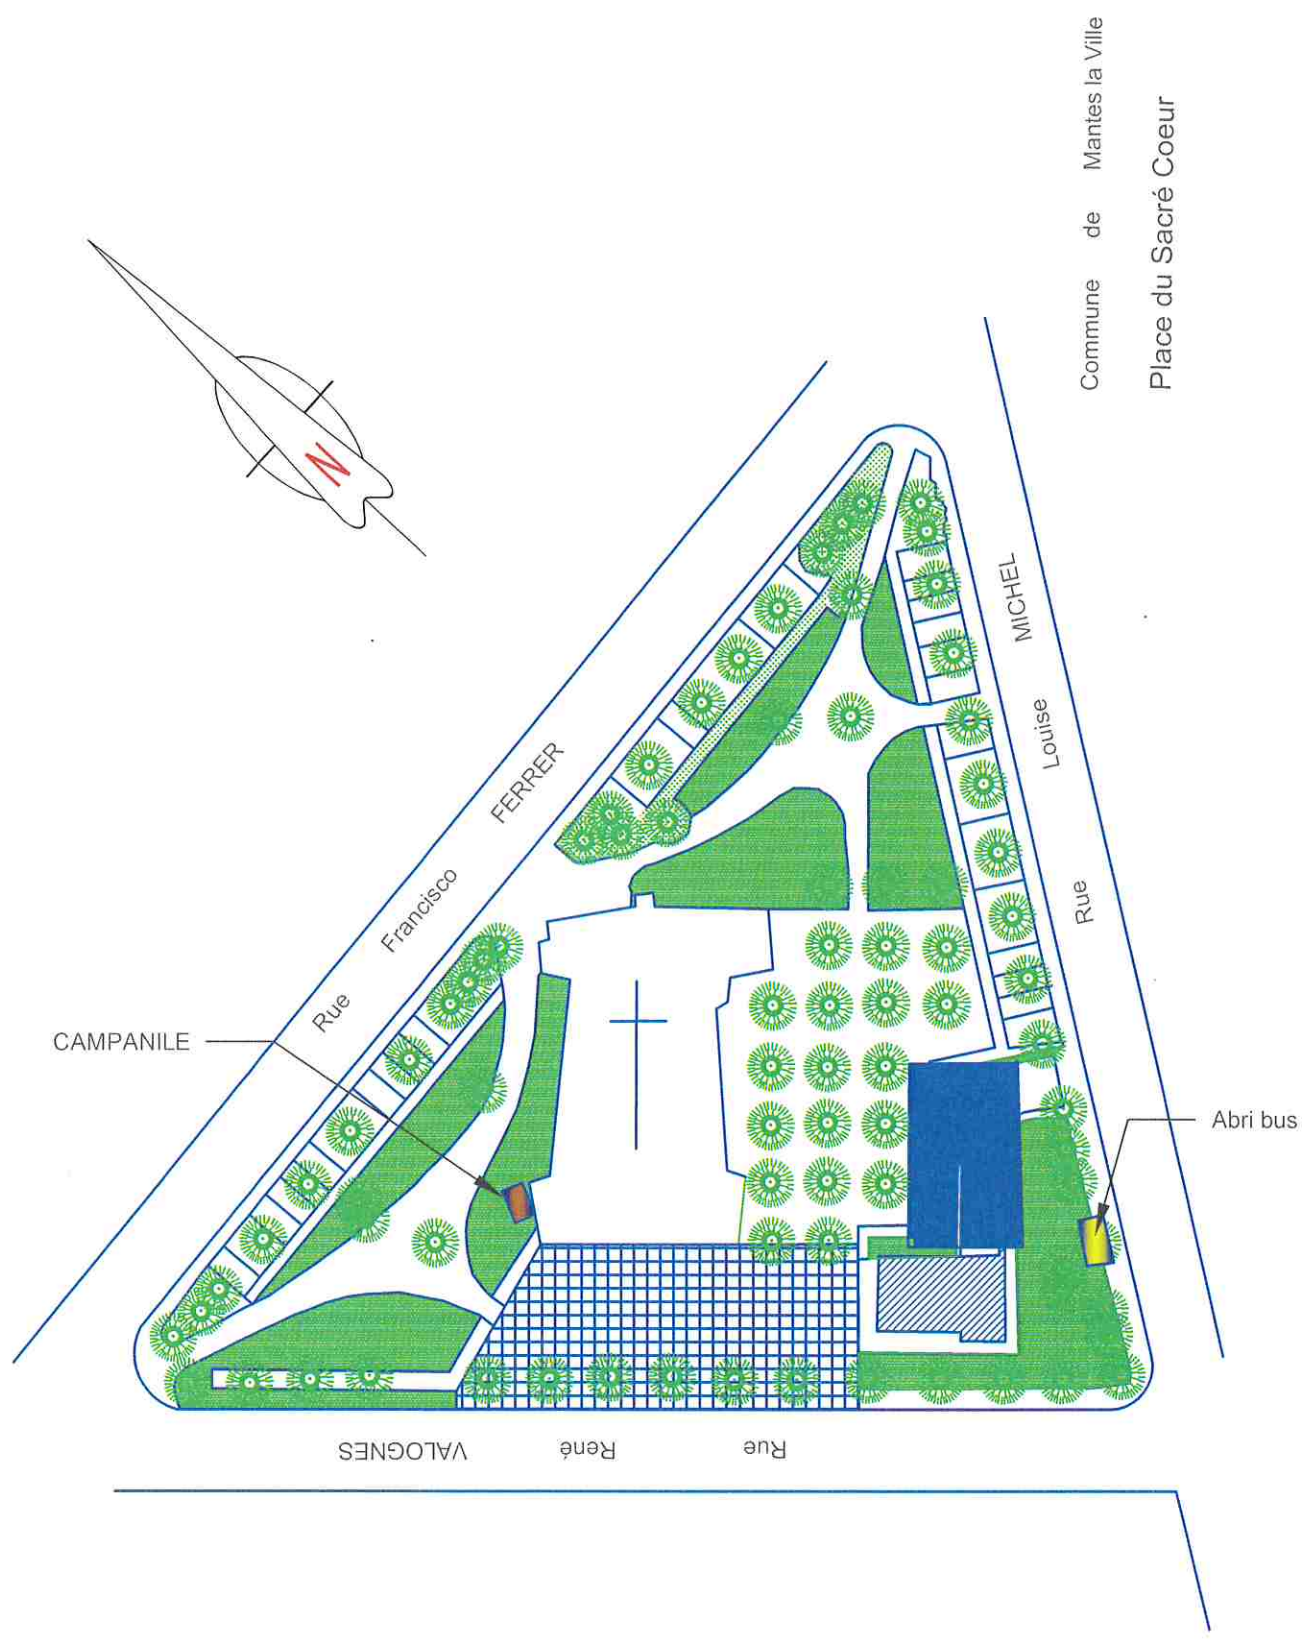 Commune de Mantes la Ville
Place du Sacré Coeur
N
Rue Francisco FERRER
Rue Louise MICHEL
CAMPANILE
Abri bus
Rue René VALOGNES